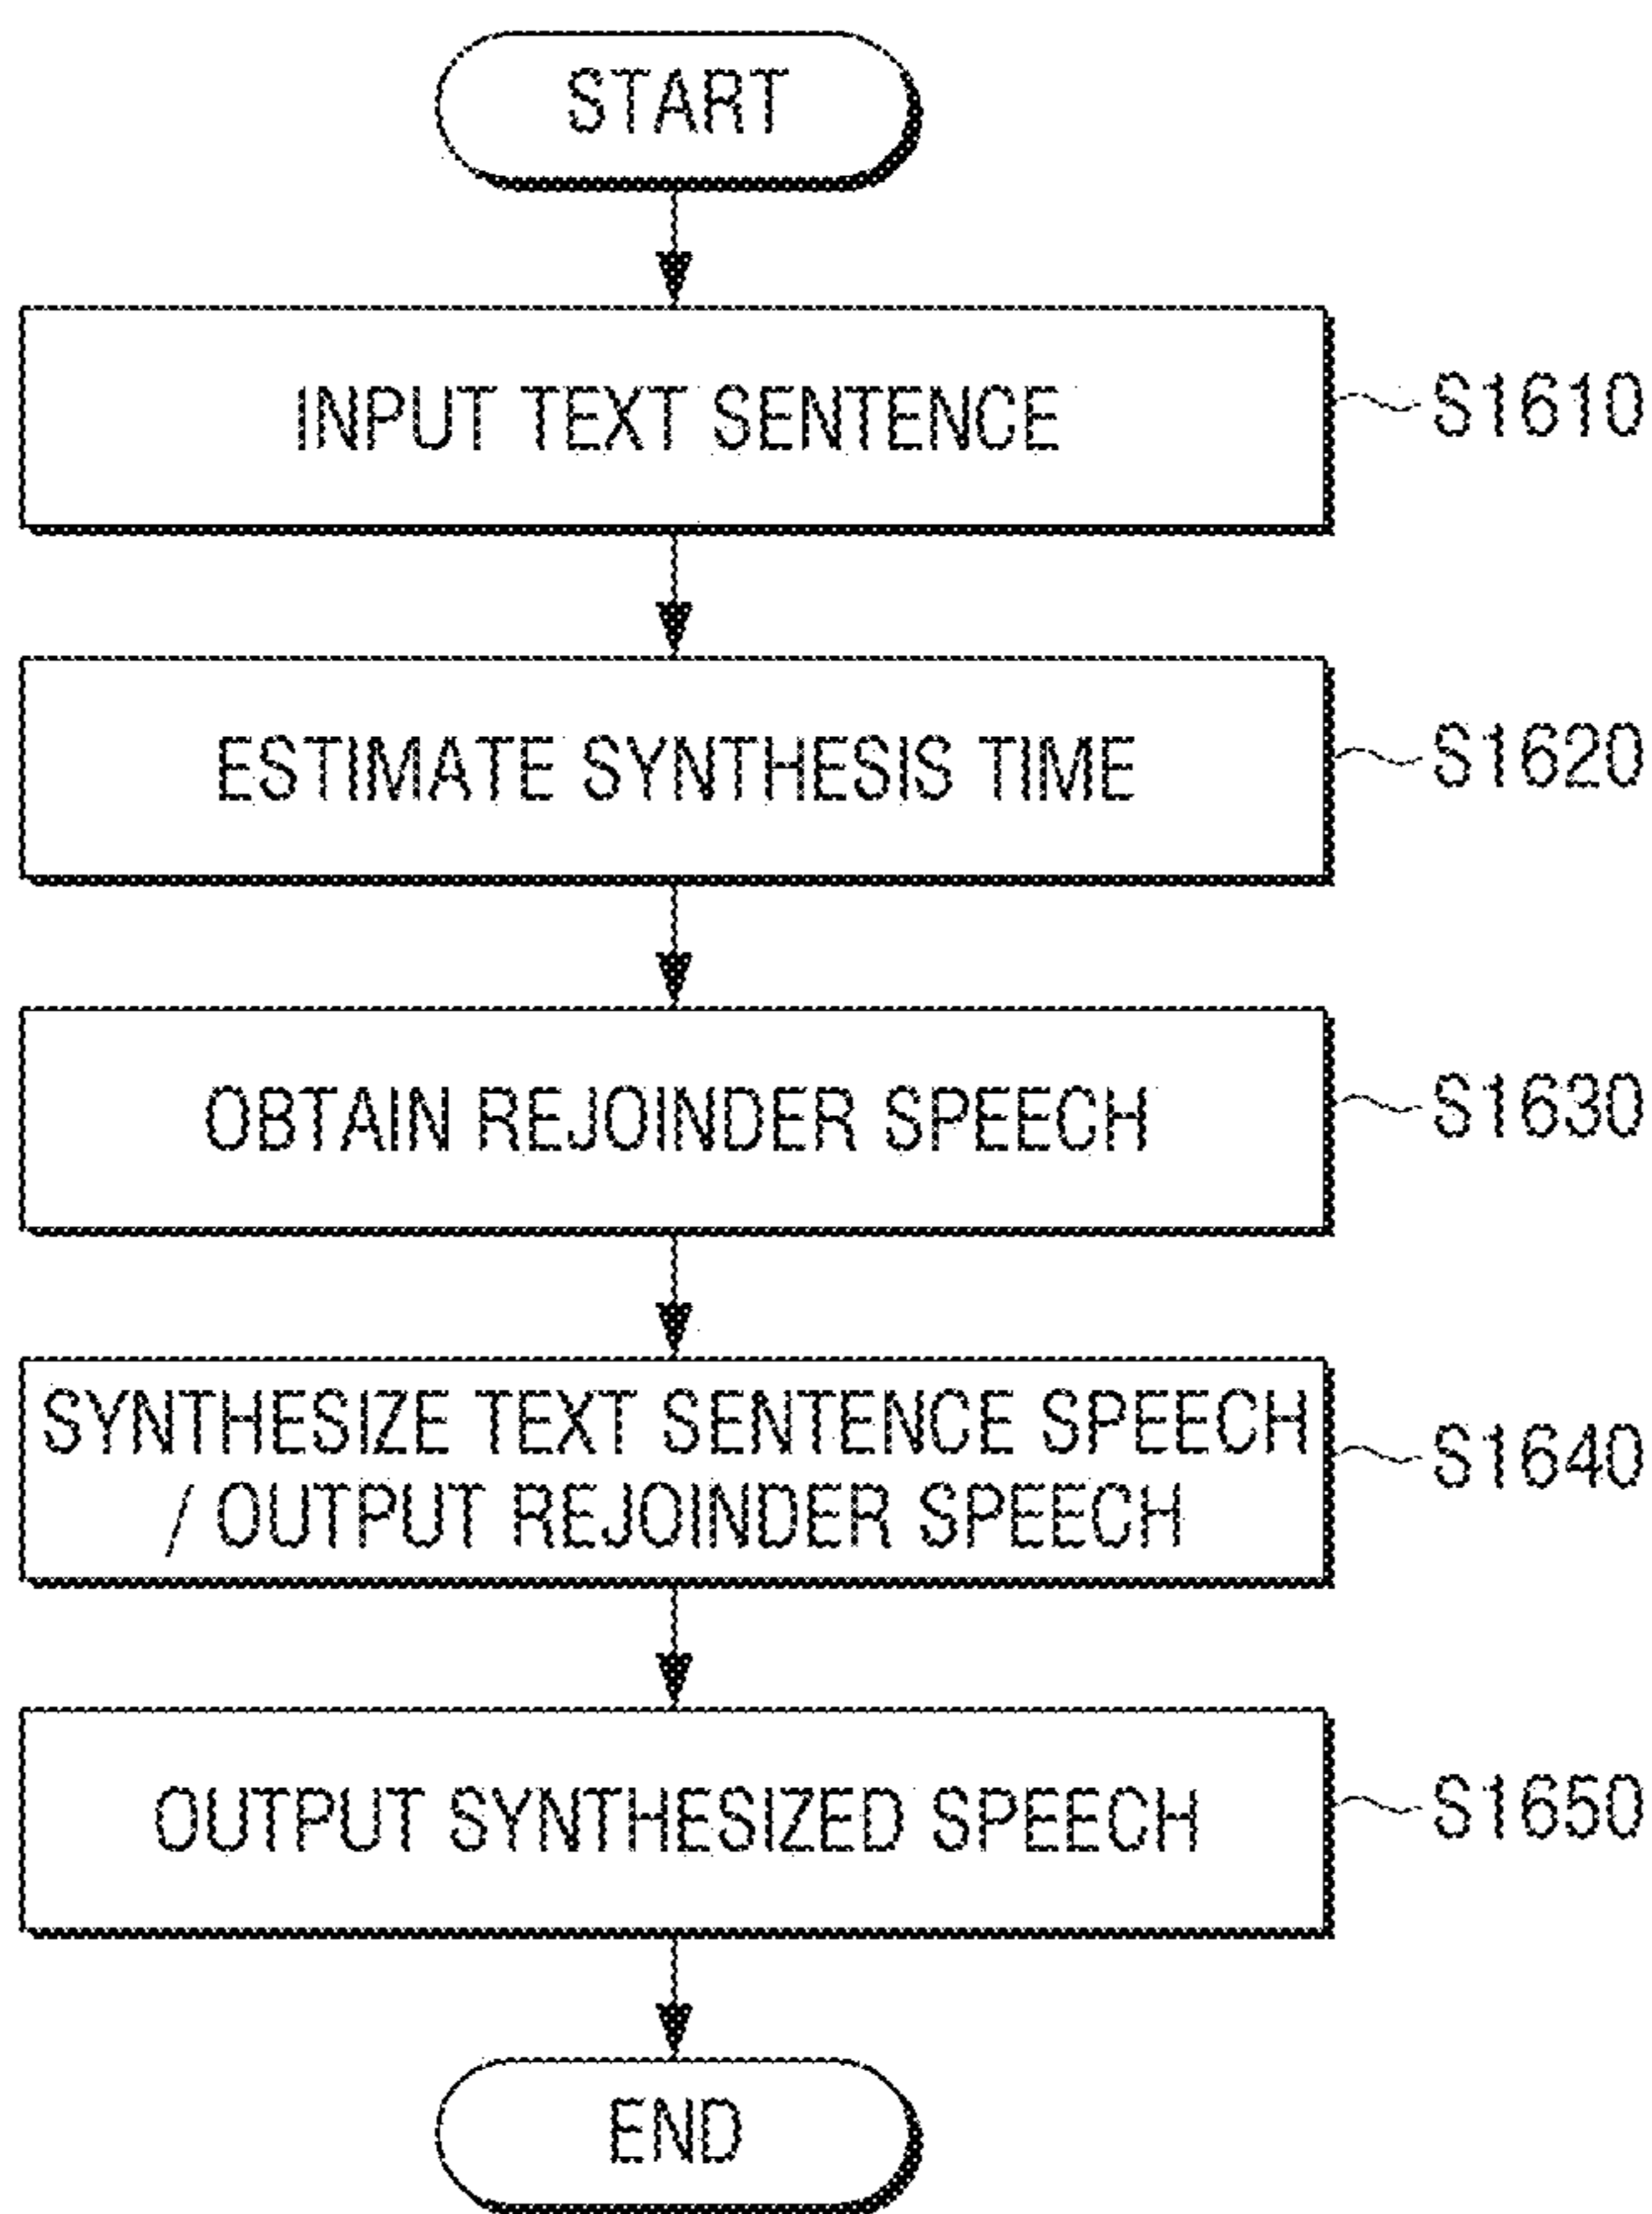 START
INPUT TEXT SENTENCE
S1610
ESTIMATE SYNTHESIS TIME
S1620
OBTAIN REJOINDER SPEECH
S1630
SYNTHESIZE TEXT SENTENCE SPEECH
/ OUTPUT REJOINDER SPEECH
S1640
OUTPUT SYNTHESIZED SPEECH
S1650
END